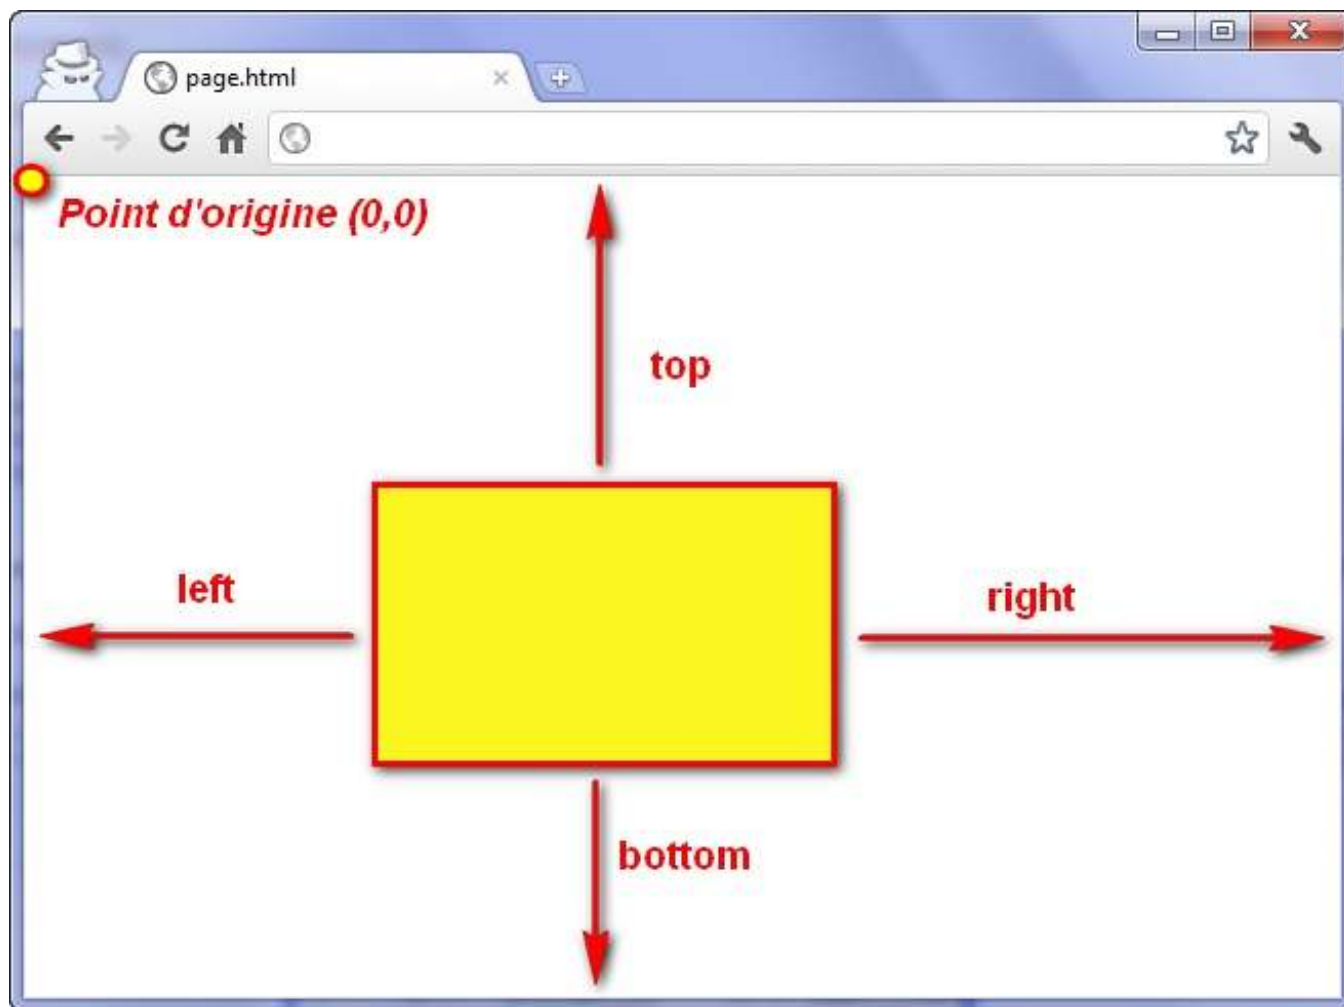 page.html
Point d'origine (0,0)
top
left
right
bottom